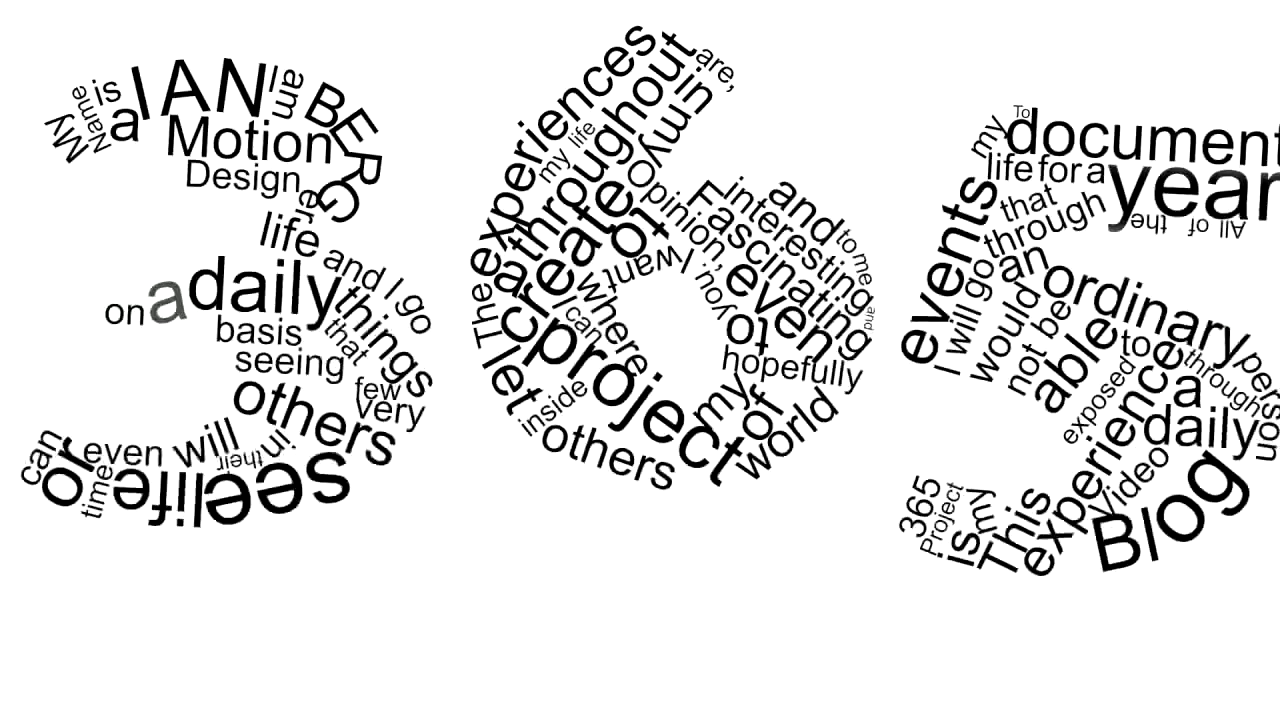 My Name is IAN BERG
I am a Motion Designer
life and I go
on a daily basis
seeing things that
few others very
even will see in their life
time or can
The experiences
throughout my life
are, in my Opinion,
Fascinating and interesting
to me and
even to you,
I want to create a
project where I can
let others inside
my world
of
hopefully
To document
my life for a year
All of the
events that
I will go through
an ordinary person
would not be able to
experience
exposed through
a daily
Video Blog
This is my
365 Project